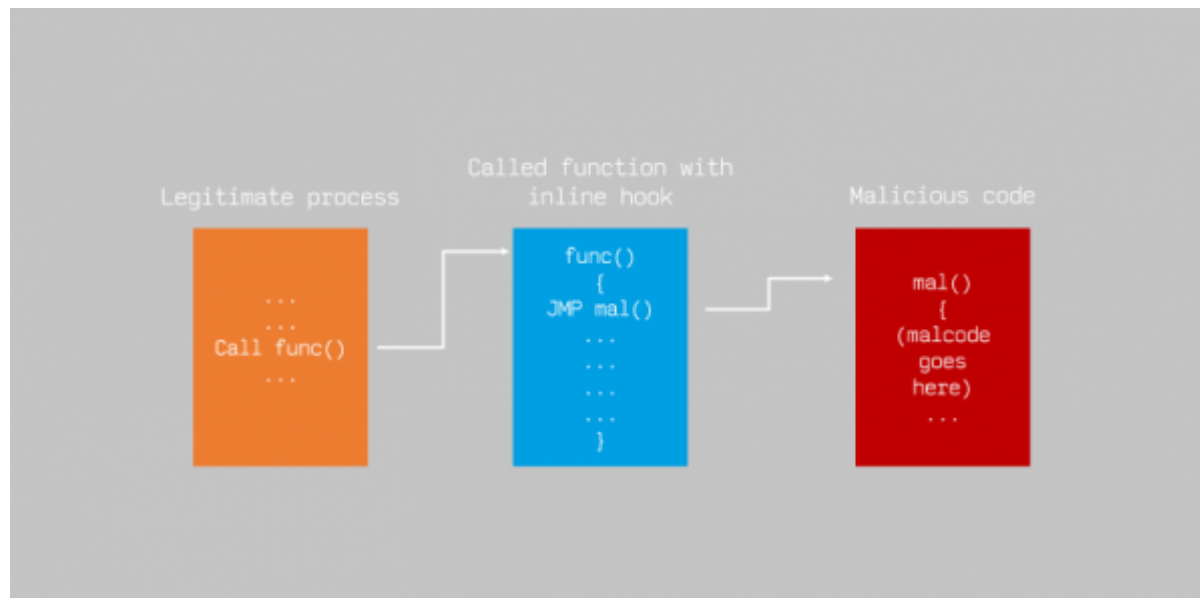 Legitimate process
...
...
Call func()
...
Called function with
inline hook
func()
{
JMP mal()
...
...
...
...
}
Malicious code
mal()
{
(malcode
goes
here)
...